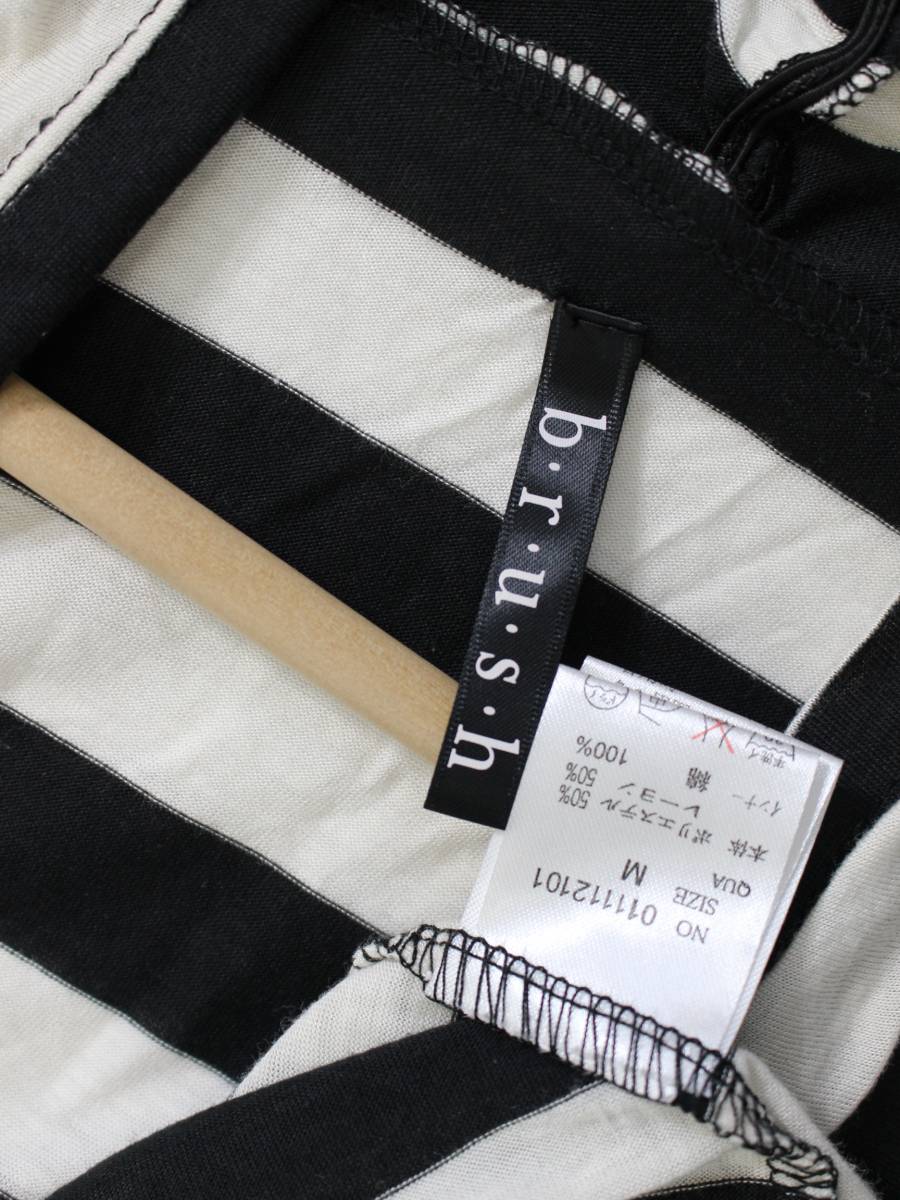 b·r·u·s·h
NO 011112101
SIZE M
QUA
本体 ポリエステル 50%
レーヨン 50%
インナー 綿 100%